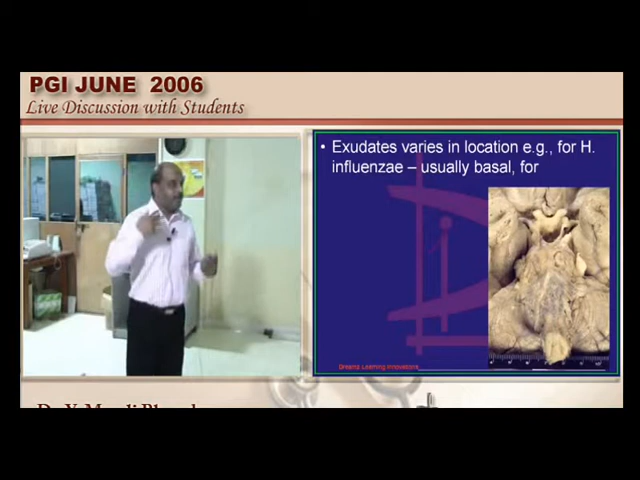 PGI JUNE 2006
Live Discussion with Students
• Exudates varies in location e.g., for H.
influenzae – usually basal, for
Dreamz Learning Innovations